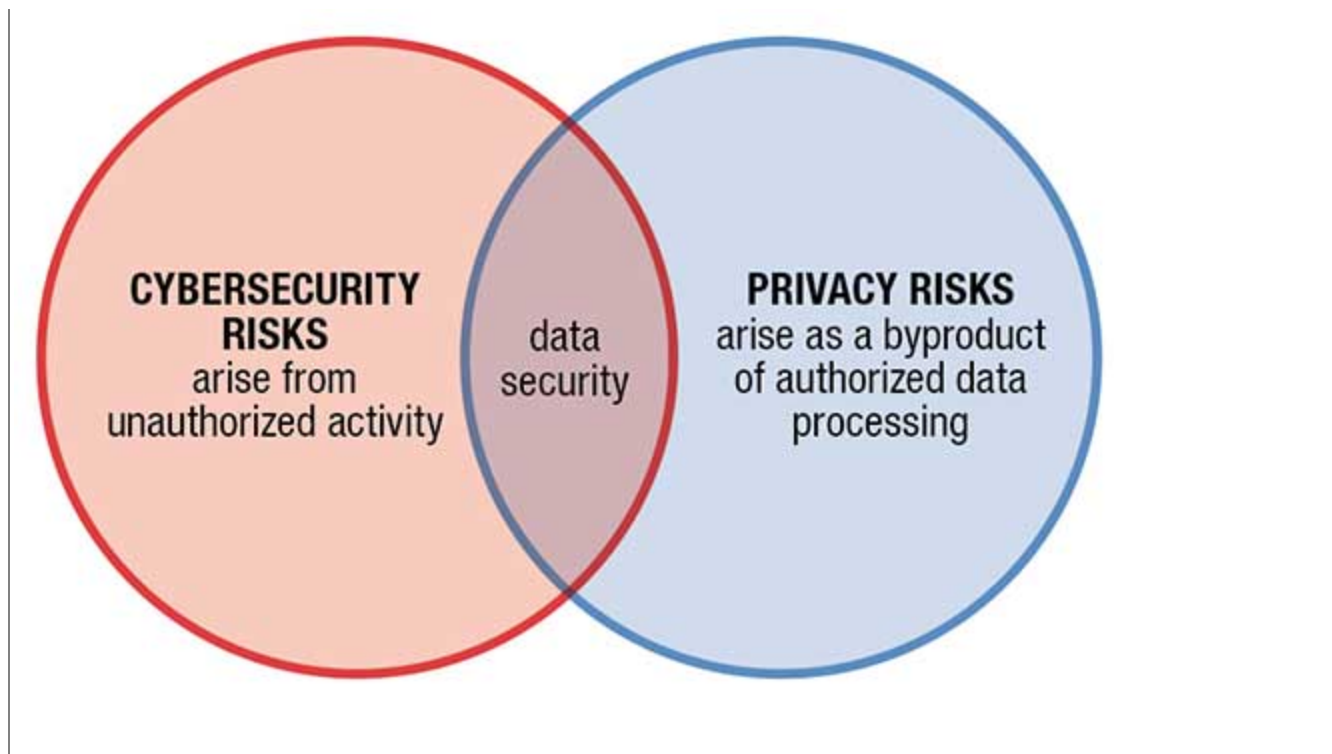 CYBERSECURITY
RISKS
arise from
unauthorized activity
data
security
PRIVACY RISKS
arise as a byproduct
of authorized data
processing